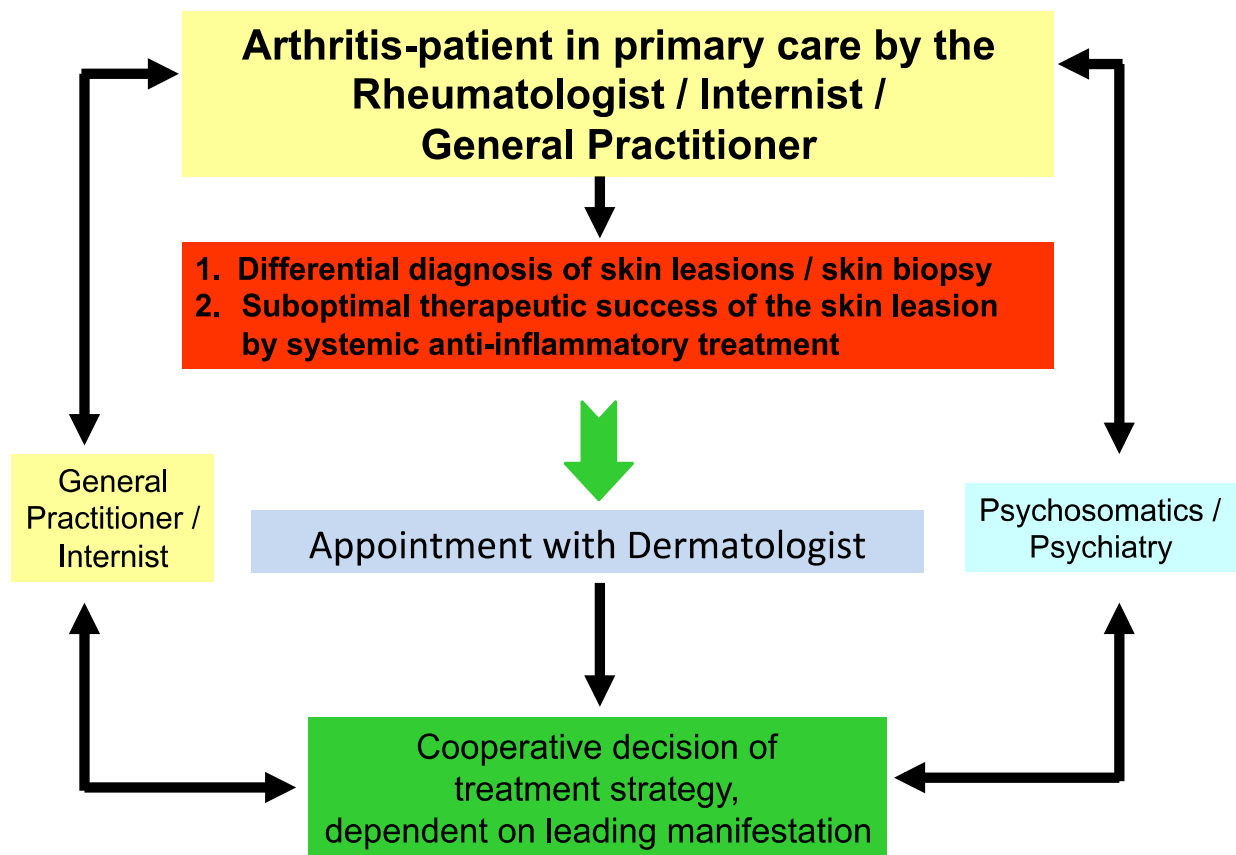 Arthritis-patient in primary care by the
Rheumatologist / Internist /
General Practitioner
1. Differential diagnosis of skin leasions / skin biopsy
2. Suboptimal therapeutic success of the skin leasion
by systemic anti-inflammatory treatment
General
Practitioner /
Internist
Appointment with Dermatologist
Psychosomatics /
Psychiatry
Cooperative decision of
treatment strategy,
dependent on leading manifestation